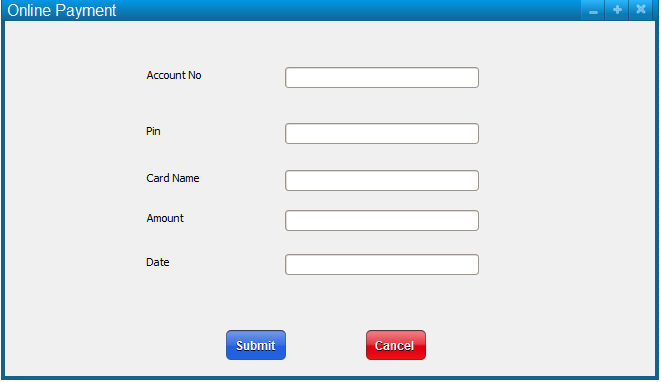 Online Payment
Account No
Pin
Card Name
Amount
Date
Submit Cancel